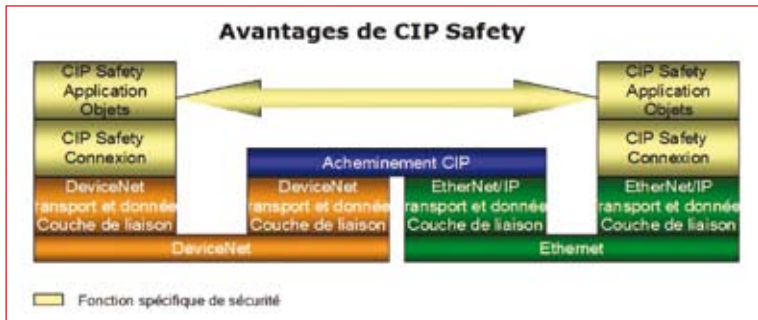 Avantages de CIP Safety
CIP Safety
Application
Objets
CIP Safety
Application
Objets
CIP Safety
Connexion
CIP Safety
Connexion
Acheminement CIP
DeviceNet
ransport et donnée
Couche de liaison
DeviceNet
ransport et donnée
Couche de liaison
EtherNet/IP
ransport et donnée
Couche de liaison
EtherNet/IP
ransport et donnée
Couche de liaison
DeviceNet
Ethernet
Fonction spécifique de sécurité